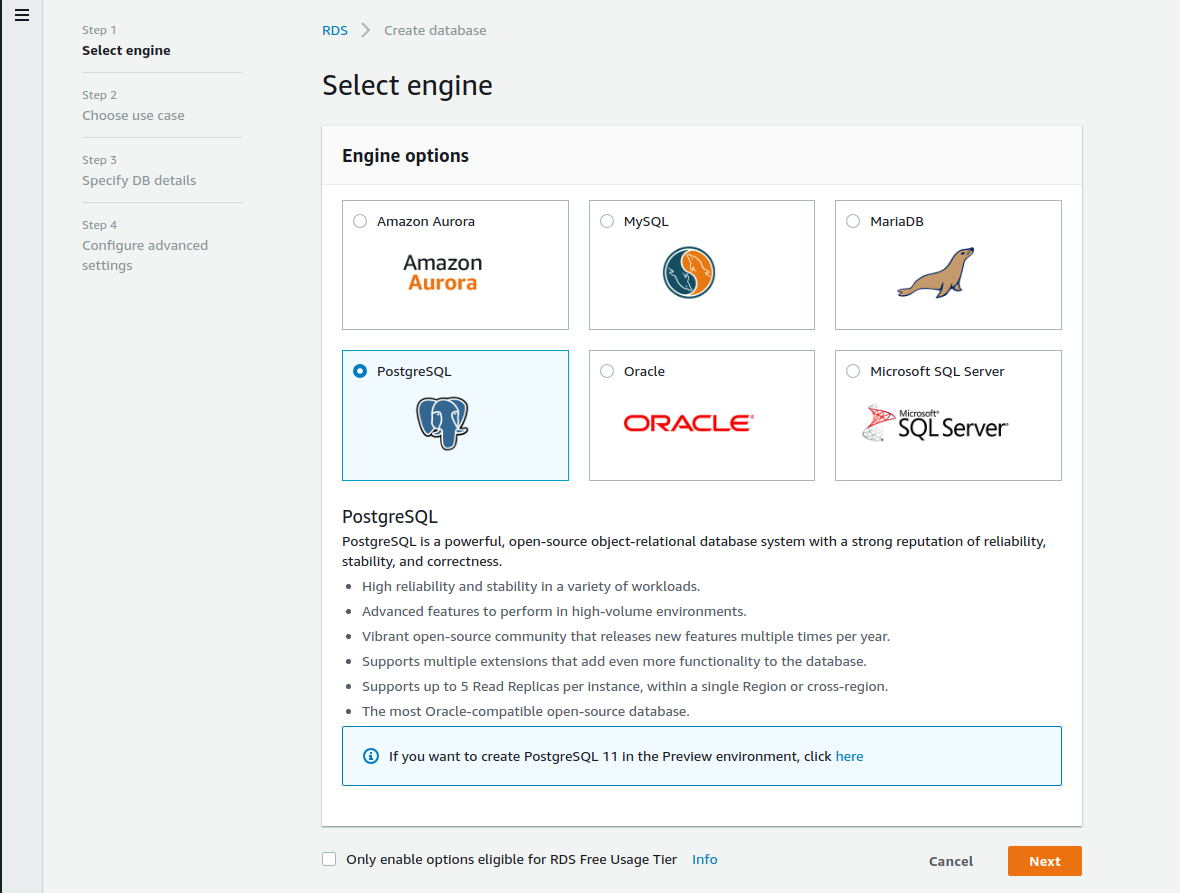 Step 1
Select engine
Step 2
Choose use case
Step 3
Specify DB details
Step 4
Configure advanced
settings
RDS
Create database
Select engine
Engine options
Amazon Aurora
Amazon
Aurora
MySQL
MariaDB
PostgreSQL
Oracle
ORACLE®
Microsoft SQL Server
Microsoft®
SQL Server®
PostgreSQL
PostgreSQL is a powerful, open-source object-relational database system with a strong reputation of reliability,
stability, and correctness.
• High reliability and stability in a variety of workloads.
• Advanced features to perform in high-volume environments.
• Vibrant open-source community that releases new features multiple times per year.
• Supports multiple extensions that add even more functionality to the database.
• Supports up to 5 Read Replicas per instance, within a single Region or cross-region.
• The most Oracle-compatible open-source database.
If you want to create PostgreSQL 11 in the Preview environment, click here
Only enable options eligible for RDS Free Usage Tier Info
Cancel
Next